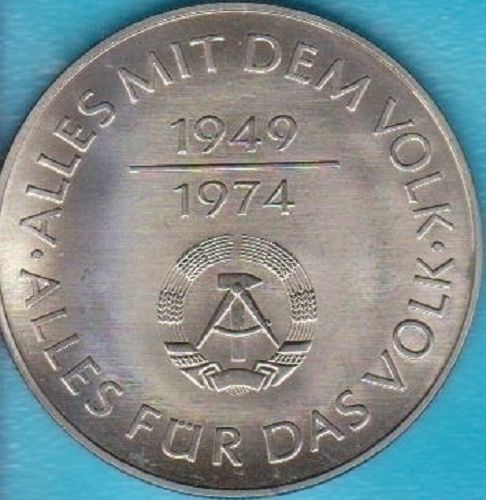 · ALLES MIT DEM VOLK ·
ALLES FÜR DAS VOLK
1949
1974